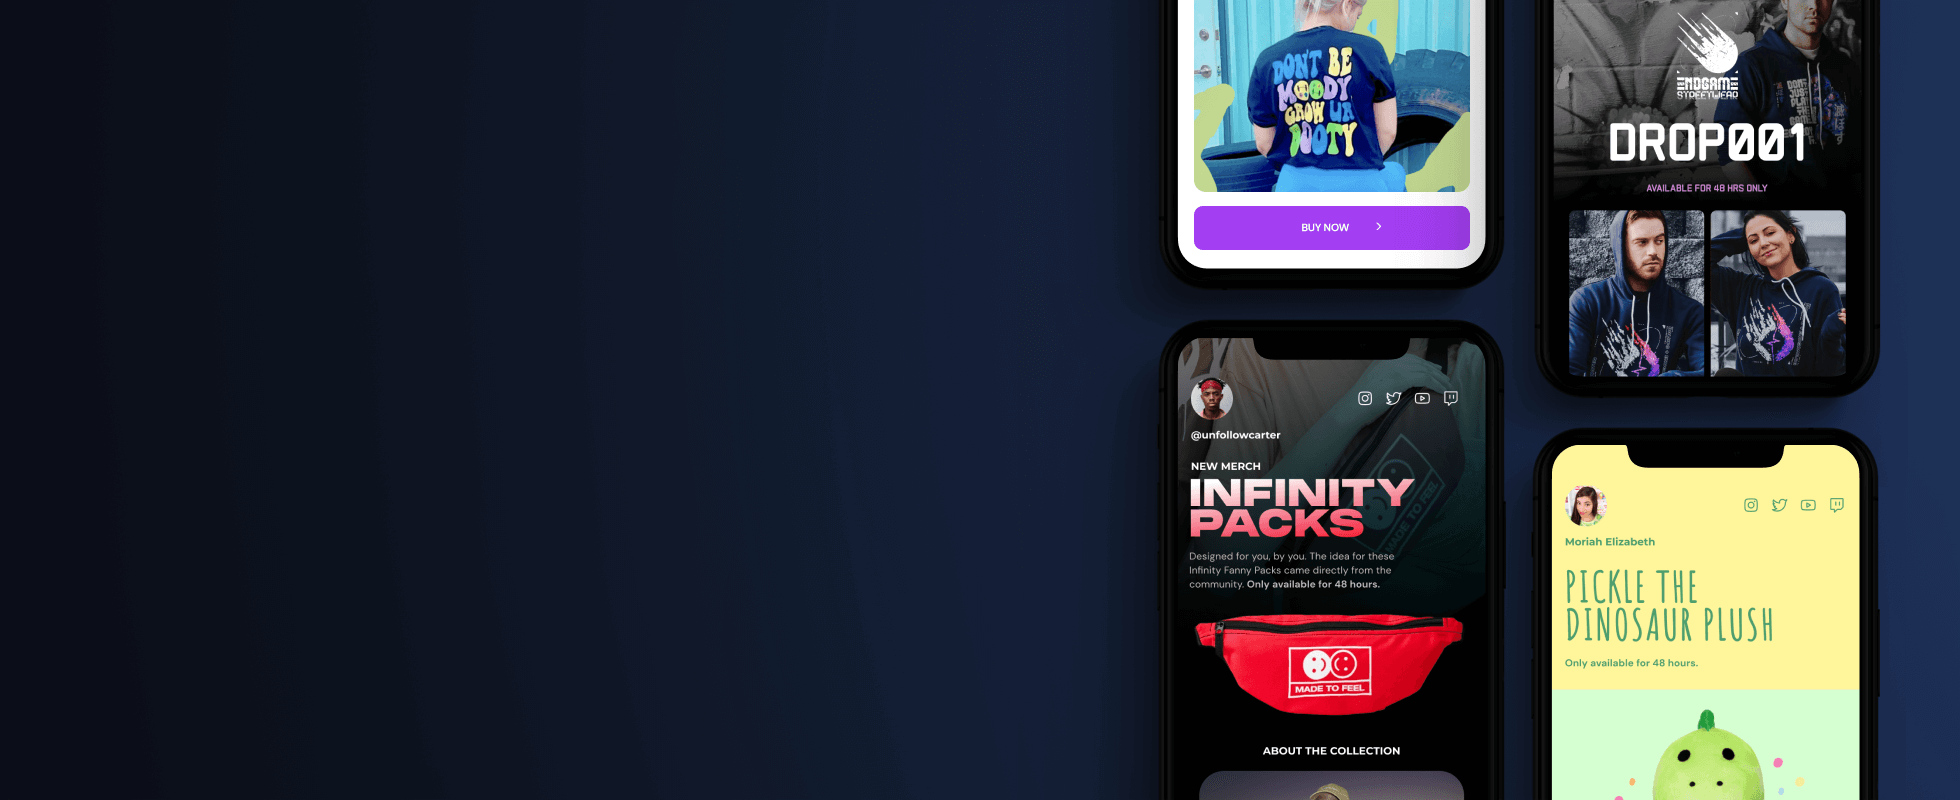 DON'T BE
MOODY
GROW UR
BOOTY
BUY NOW
ENDGAME
STREETWEAR
DROP001
AVAILABLE FOR 48 HRS ONLY
@unfollowcarter
NEW MERCH
INFINITY
PACKS
Designed for you, by you. The idea for these
Infinity Fanny Packs came directly from the
community. Only available for 48 hours.
MADE TO FEEL
MADE TO FEEL
ABOUT THE COLLECTION
Moriah Elizabeth
PICKLE THE
DINOSAUR PLUSH
Only available for 48 hours.